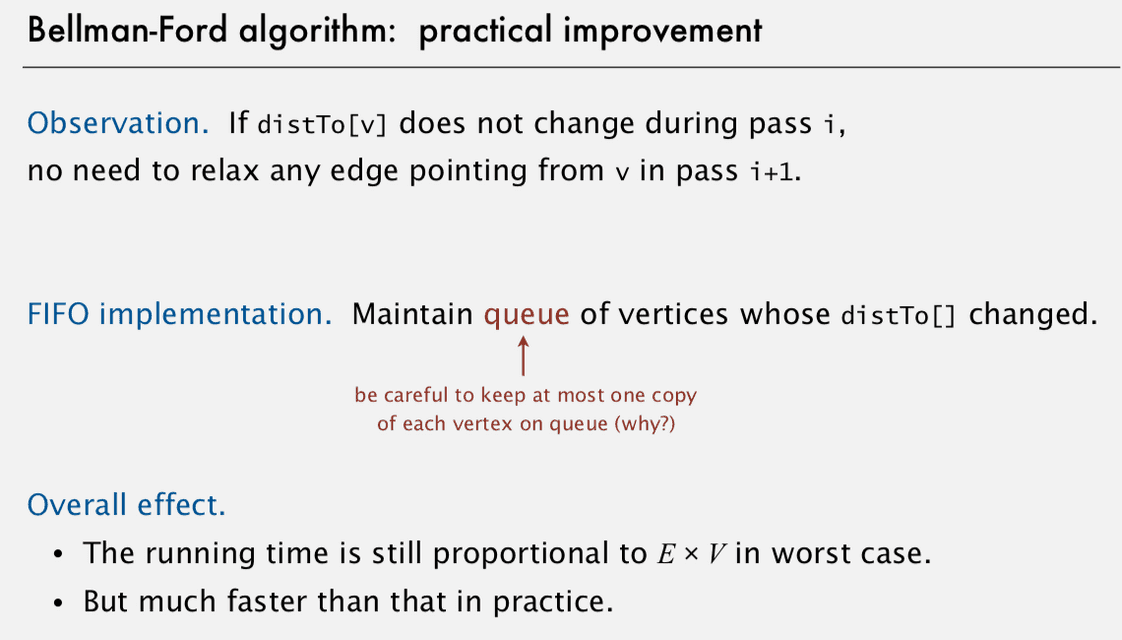 Bellman-Ford algorithm: practical improvement
Observation. If distTo[v] does not change during pass i,
no need to relax any edge pointing from v in pass i+1.
FIFO implementation. Maintain queue of vertices whose distTo[] changed.
be careful to keep at most one copy
of each vertex on queue (why?)
Overall effect.
• The running time is still proportional to E × V in worst case.
• But much faster than that in practice.